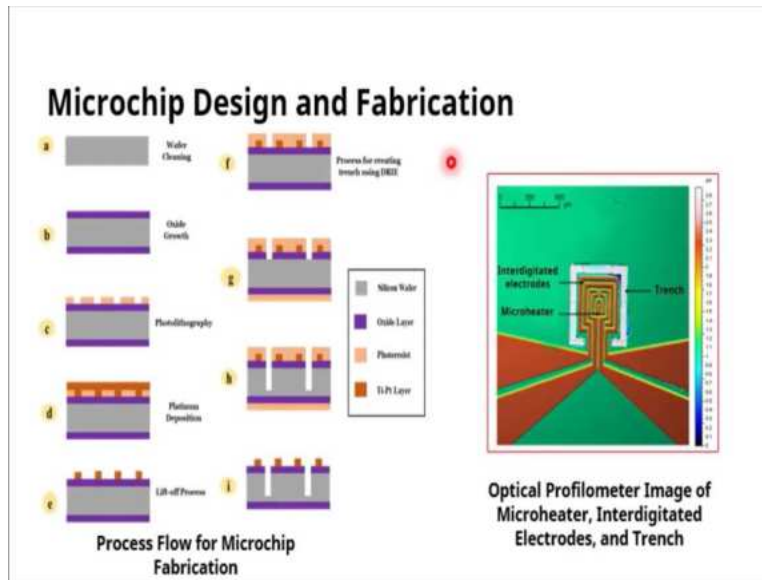 Microchip Design and Fabrication
a
Wafer
Cleaning
b
Oxide
Growth
c
Photolithography
d
Platinum
Deposition
e
Lift-off Process
f
Process for creating
trench using DRIE
g
h
i
Silicon Wafer
Oxide Layer
Photoresist
Ti-Pt Layer
Process Flow for Microchip
Fabrication
Interdigitated
electrodes
Microheater
Trench
Optical Profilometer Image of
Microheater, Interdigitated
Electrodes, and Trench